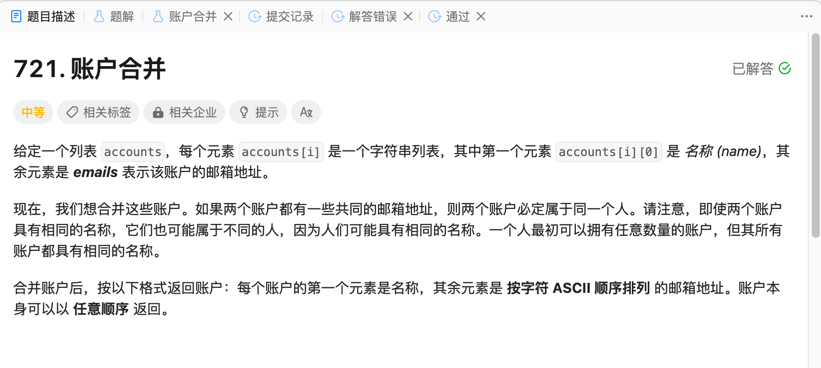 题目描述 题解 账户合并 提交记录 解答错误 通过
721. 账户合并 已解答
中等 相关标签 相关企业 提示
给定一个列表 accounts，每个元素 accounts[i] 是一个字符串列表，其中第一个元素 accounts[i][0] 是 名称 (name)，其
余元素是 emails 表示该账户的邮箱地址。
现在，我们想合并这些账户。如果两个账户都有一些共同的邮箱地址，则两个账户必定属于同一个人。请注意，即使两个账户
具有相同的名称，它们也可能属于不同的人，因为人们可能具有相同的名称。一个人最初可以拥有任意数量的账户，但其所有
账户都具有相同的名称。
合并账户后，按以下格式返回账户：每个账户的第一个元素是名称，其余元素是 按字符 ASCII 顺序排列 的邮箱地址。账户本
身可以以 任意顺序 返回。